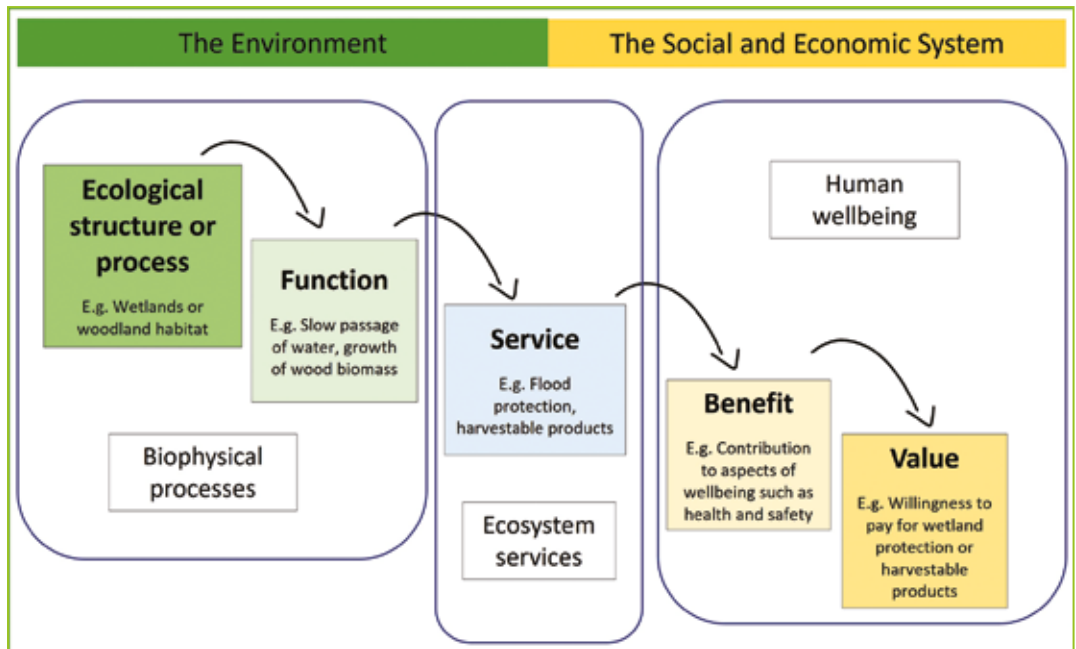 The Environment
The Social and Economic System
Ecological
structure or
process
E.g. Wetlands or
woodland habitat
Function
E.g. Slow passage
of water, growth
of wood biomass
Biophysical
processes
Service
E.g. Flood
protection,
harvestable products
Ecosystem
services
Human
wellbeing
Benefit
E.g. Contribution
to aspects of
wellbeing such as
health and safety
Value
E.g. Willingness to
pay for wetland
protection or
harvestable
products